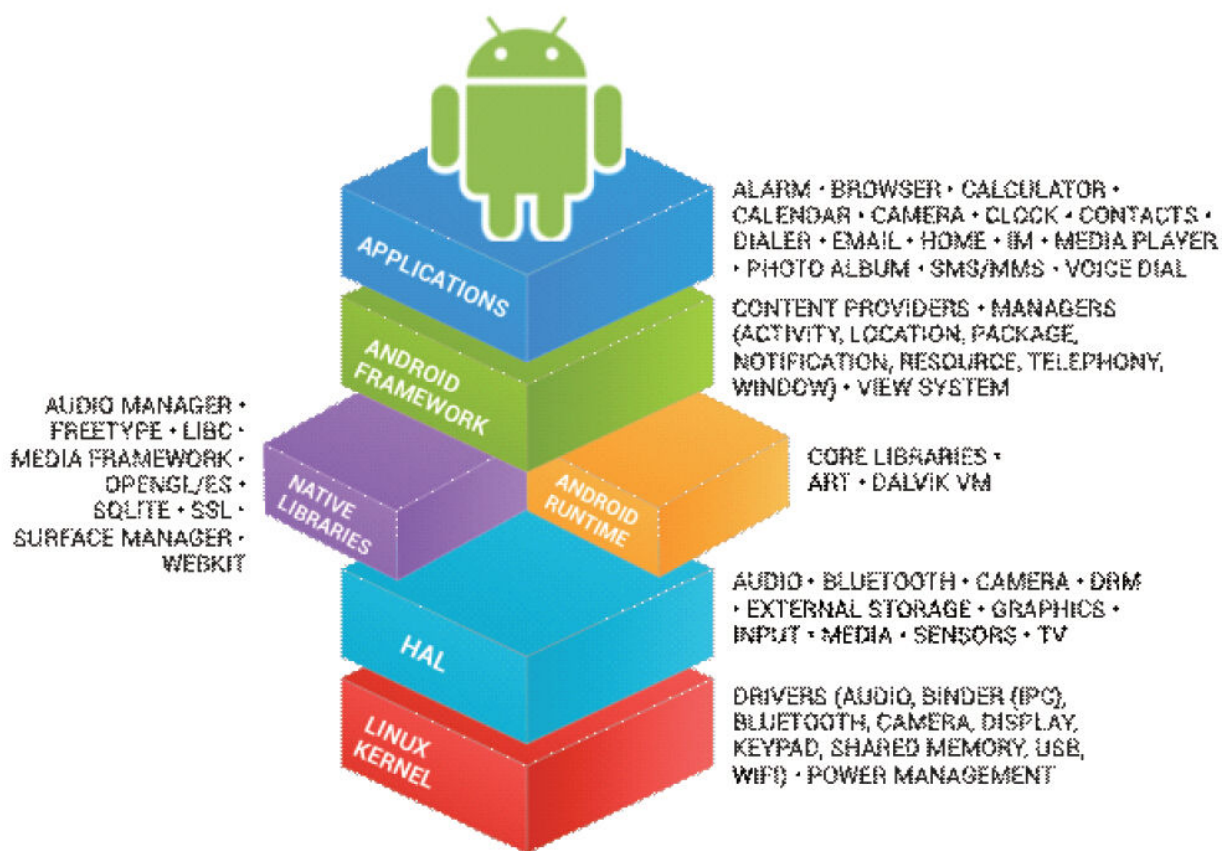 APPLICATIONS
ALARM • BROWSER • CALCULATOR •
CALENDAR • CAMERA • CLOCK • CONTACTS •
DIALER • EMAIL • HOME • IM • MEDIA PLAYER
• PHOTO ALBUM • SMS/MMS • VOICE DIAL
ANDROID
FRAMEWORK
CONTENT PROVIDERS • MANAGERS
(ACTIVITY, LOCATION, PACKAGE,
NOTIFICATION, RESOURCE, TELEPHONY,
WINDOW) • VIEW SYSTEM
AUDIO MANAGER •
FREETYPE • LIBC •
MEDIA FRAMEWORK •
OPENGL/ES •
SQLITE • SSL •
SURFACE MANAGER •
WEBKIT
NATIVE
LIBRARIES
ANDROID
RUNTIME
CORE LIBRARIES •
ART • DALVIK VM
HAL
AUDIO • BLUETOOTH • CAMERA • DRM
• EXTERNAL STORAGE • GRAPHICS •
INPUT • MEDIA • SENSORS • TV
LINUX
KERNEL
DRIVERS (AUDIO, BINDER (IPC),
BLUETOOTH, CAMERA, DISPLAY,
KEYPAD, SHARED MEMORY, USB,
WIFI) • POWER MANAGEMENT